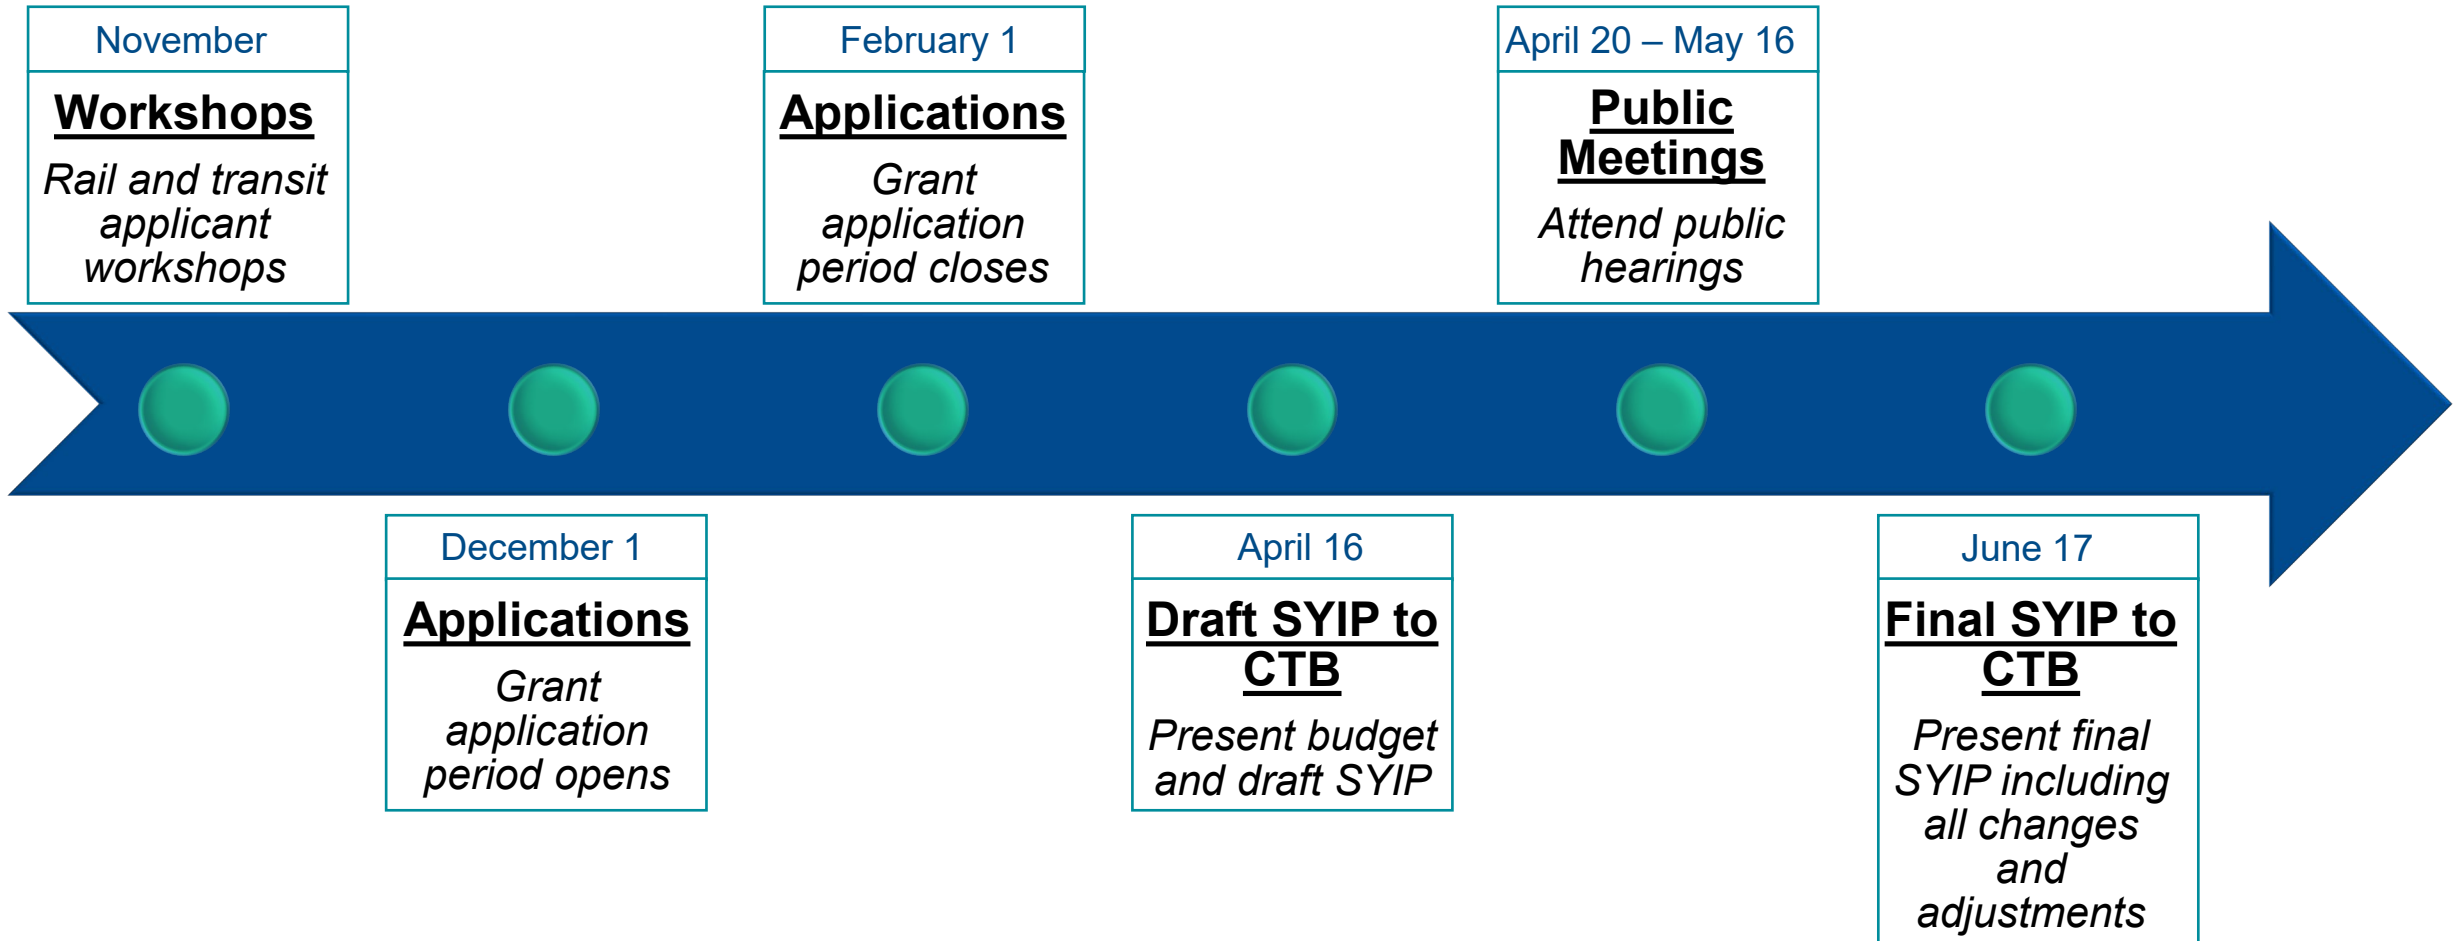 November
Workshops
Rail and transit
applicant
workshops
December 1
Applications
Grant
application
period opens
February 1
Applications
Grant
application
period closes
April 16
Draft SYIP to
CTB
Present budget
and draft SYIP
April 20 – May 16
Public
Meetings
Attend public
hearings
June 17
Final SYIP to
CTB
Present final
SYIP including
all changes
and
adjustments